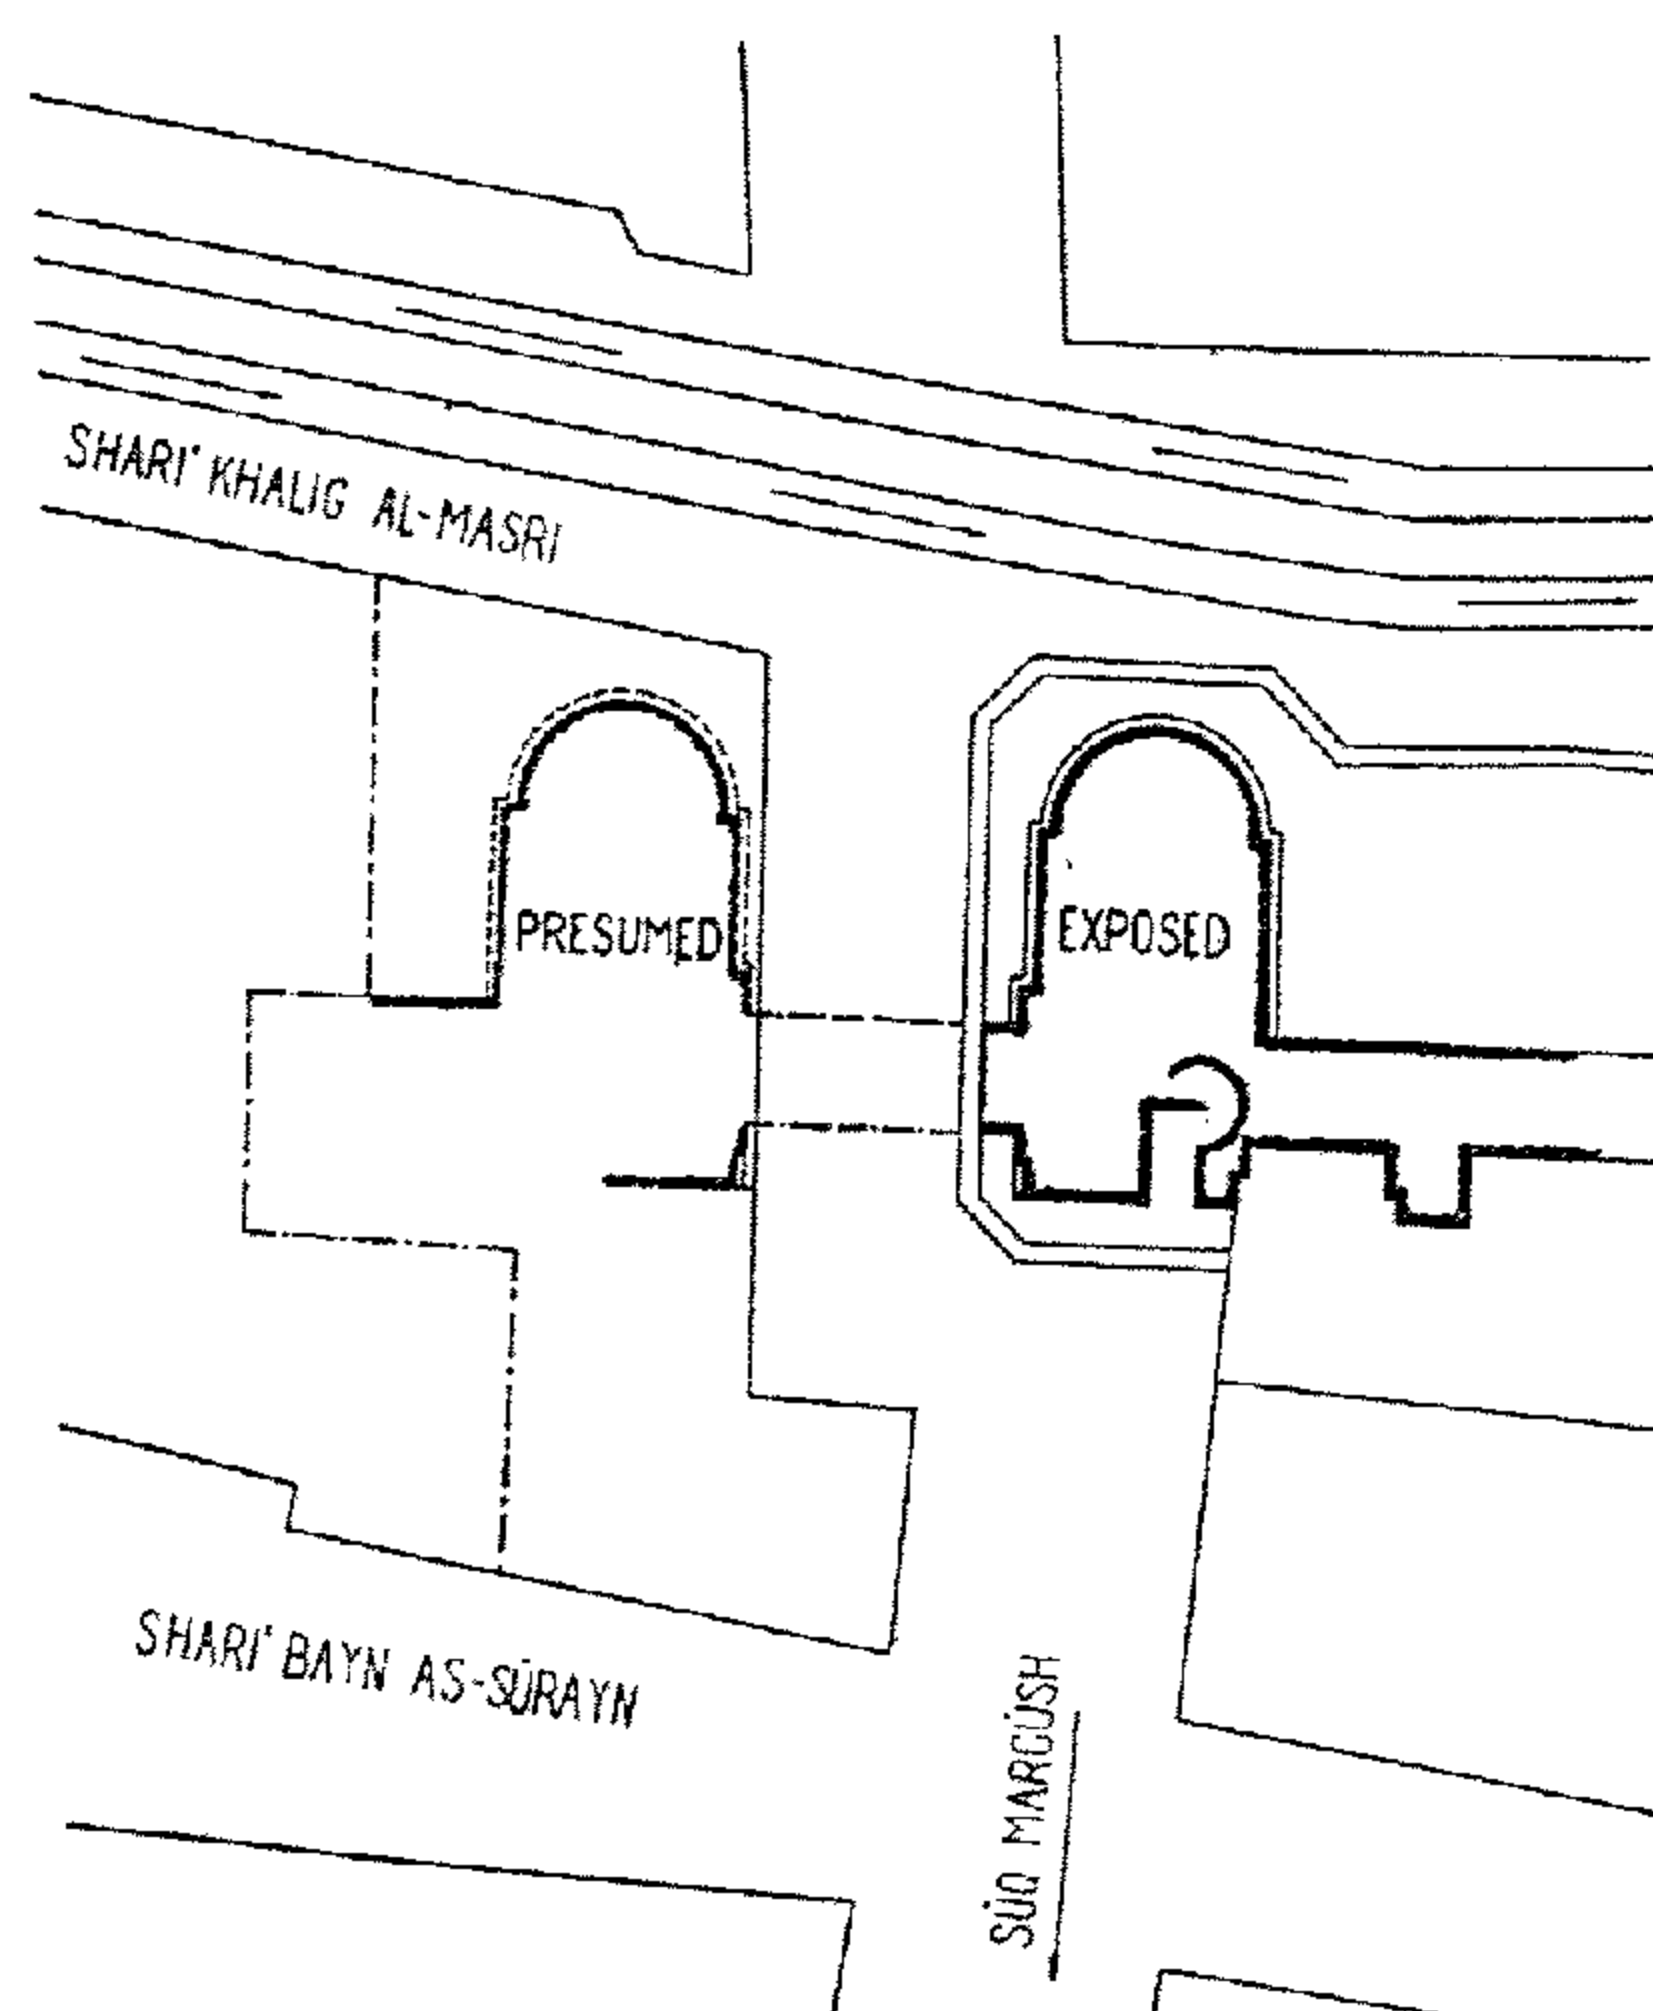 SHARI' KHALIG AL-MASRI
PRESUMED
EXPOSED
SHARI' BAYN AS-SŪRAYN
SŪQ MARGŪSH